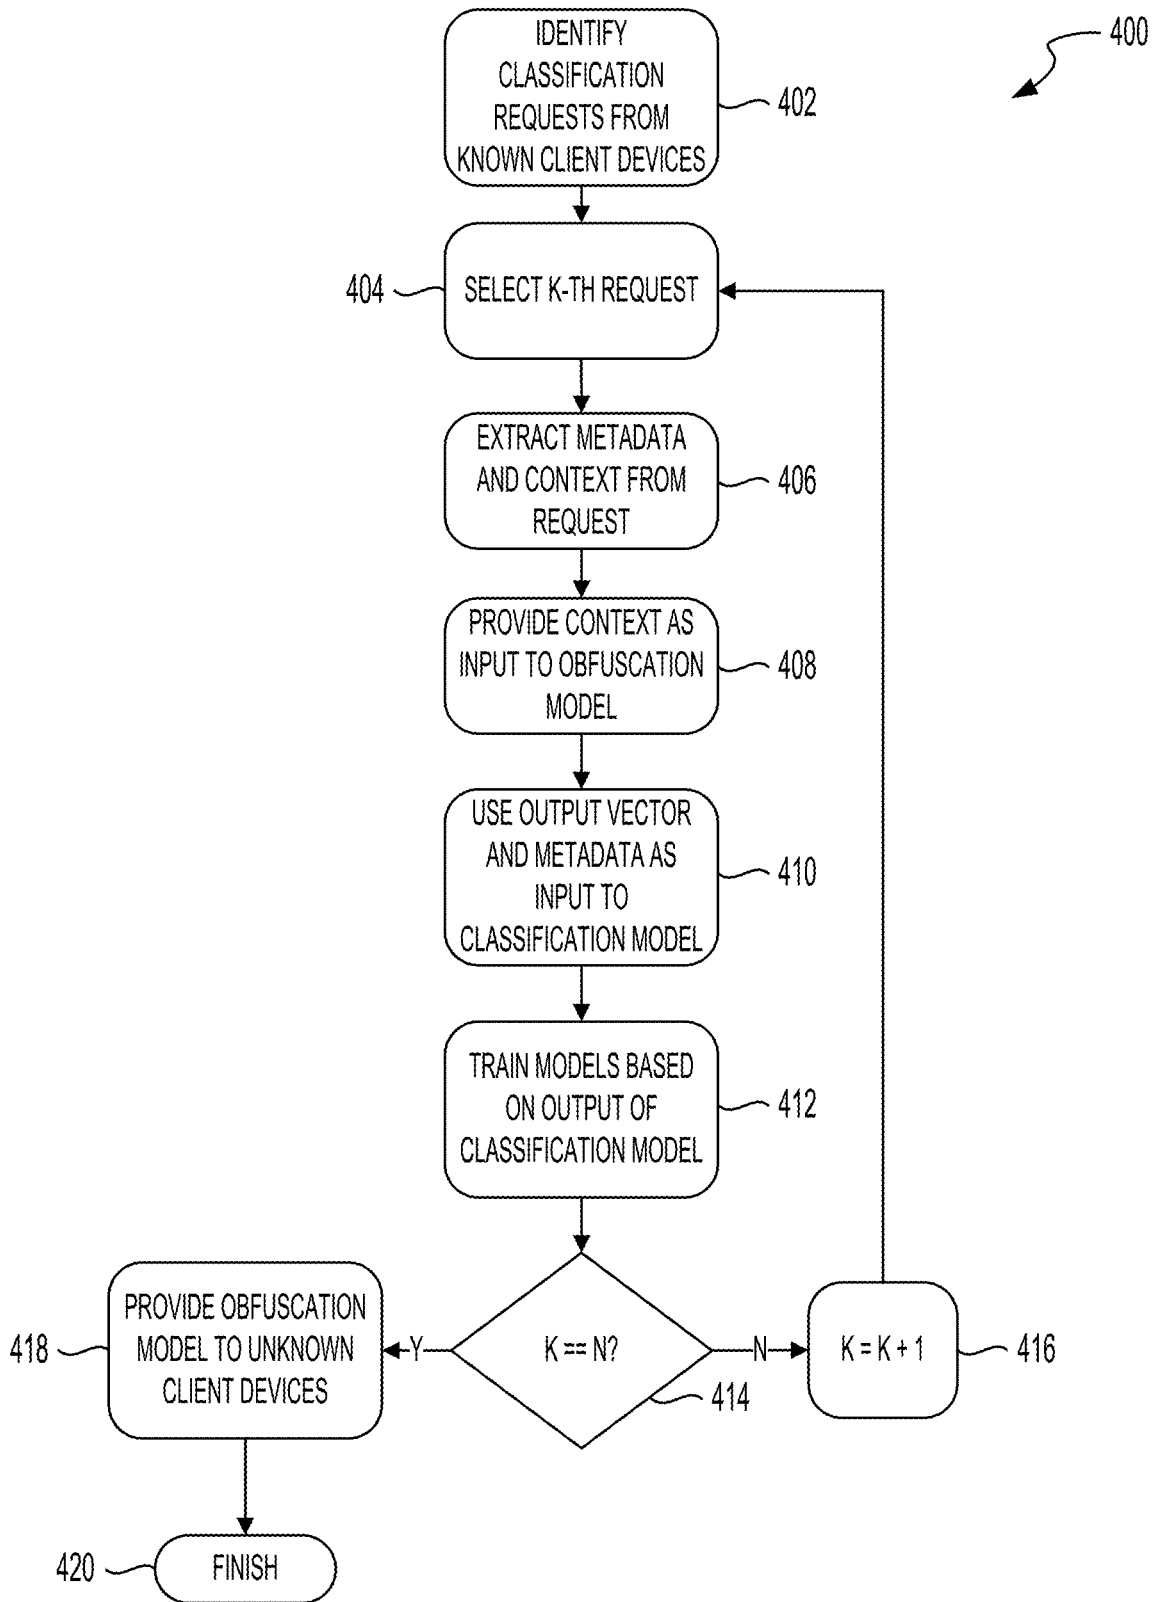 400
IDENTIFY
CLASSIFICATION
REQUESTS FROM
KNOWN CLIENT DEVICES
402
SELECT K-TH REQUEST
404
EXTRACT METADATA
AND CONTEXT FROM
REQUEST
406
PROVIDE CONTEXT AS
INPUT TO OBFUSCATION
MODEL
408
USE OUTPUT VECTOR
AND METADATA AS
INPUT TO
CLASSIFICATION MODEL
410
TRAIN MODELS BASED
ON OUTPUT OF
CLASSIFICATION MODEL
412
K == N?
414
N
K = K + 1
416
Y
PROVIDE OBFUSCATION
MODEL TO UNKNOWN
CLIENT DEVICES
418
FINISH
420